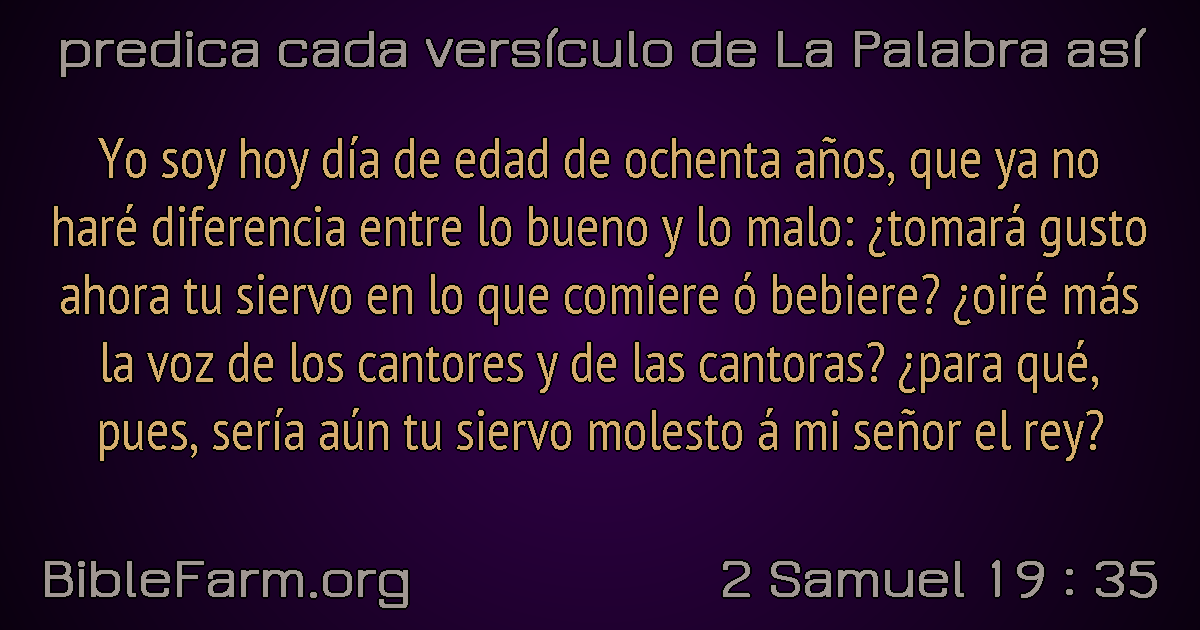 predica cada versículo de La Palabra así
Yo soy hoy día de edad de ochenta años, que ya no
haré diferencia entre lo bueno y lo malo: ¿tomará gusto
ahora tu siervo en lo que comiere ó bebiere? ¿oiré más
la voz de los cantores y de las cantoras? ¿para qué,
pues, sería aún tu siervo molesto á mi señor el rey?
BibleFarm.org 2 Samuel 19 : 35